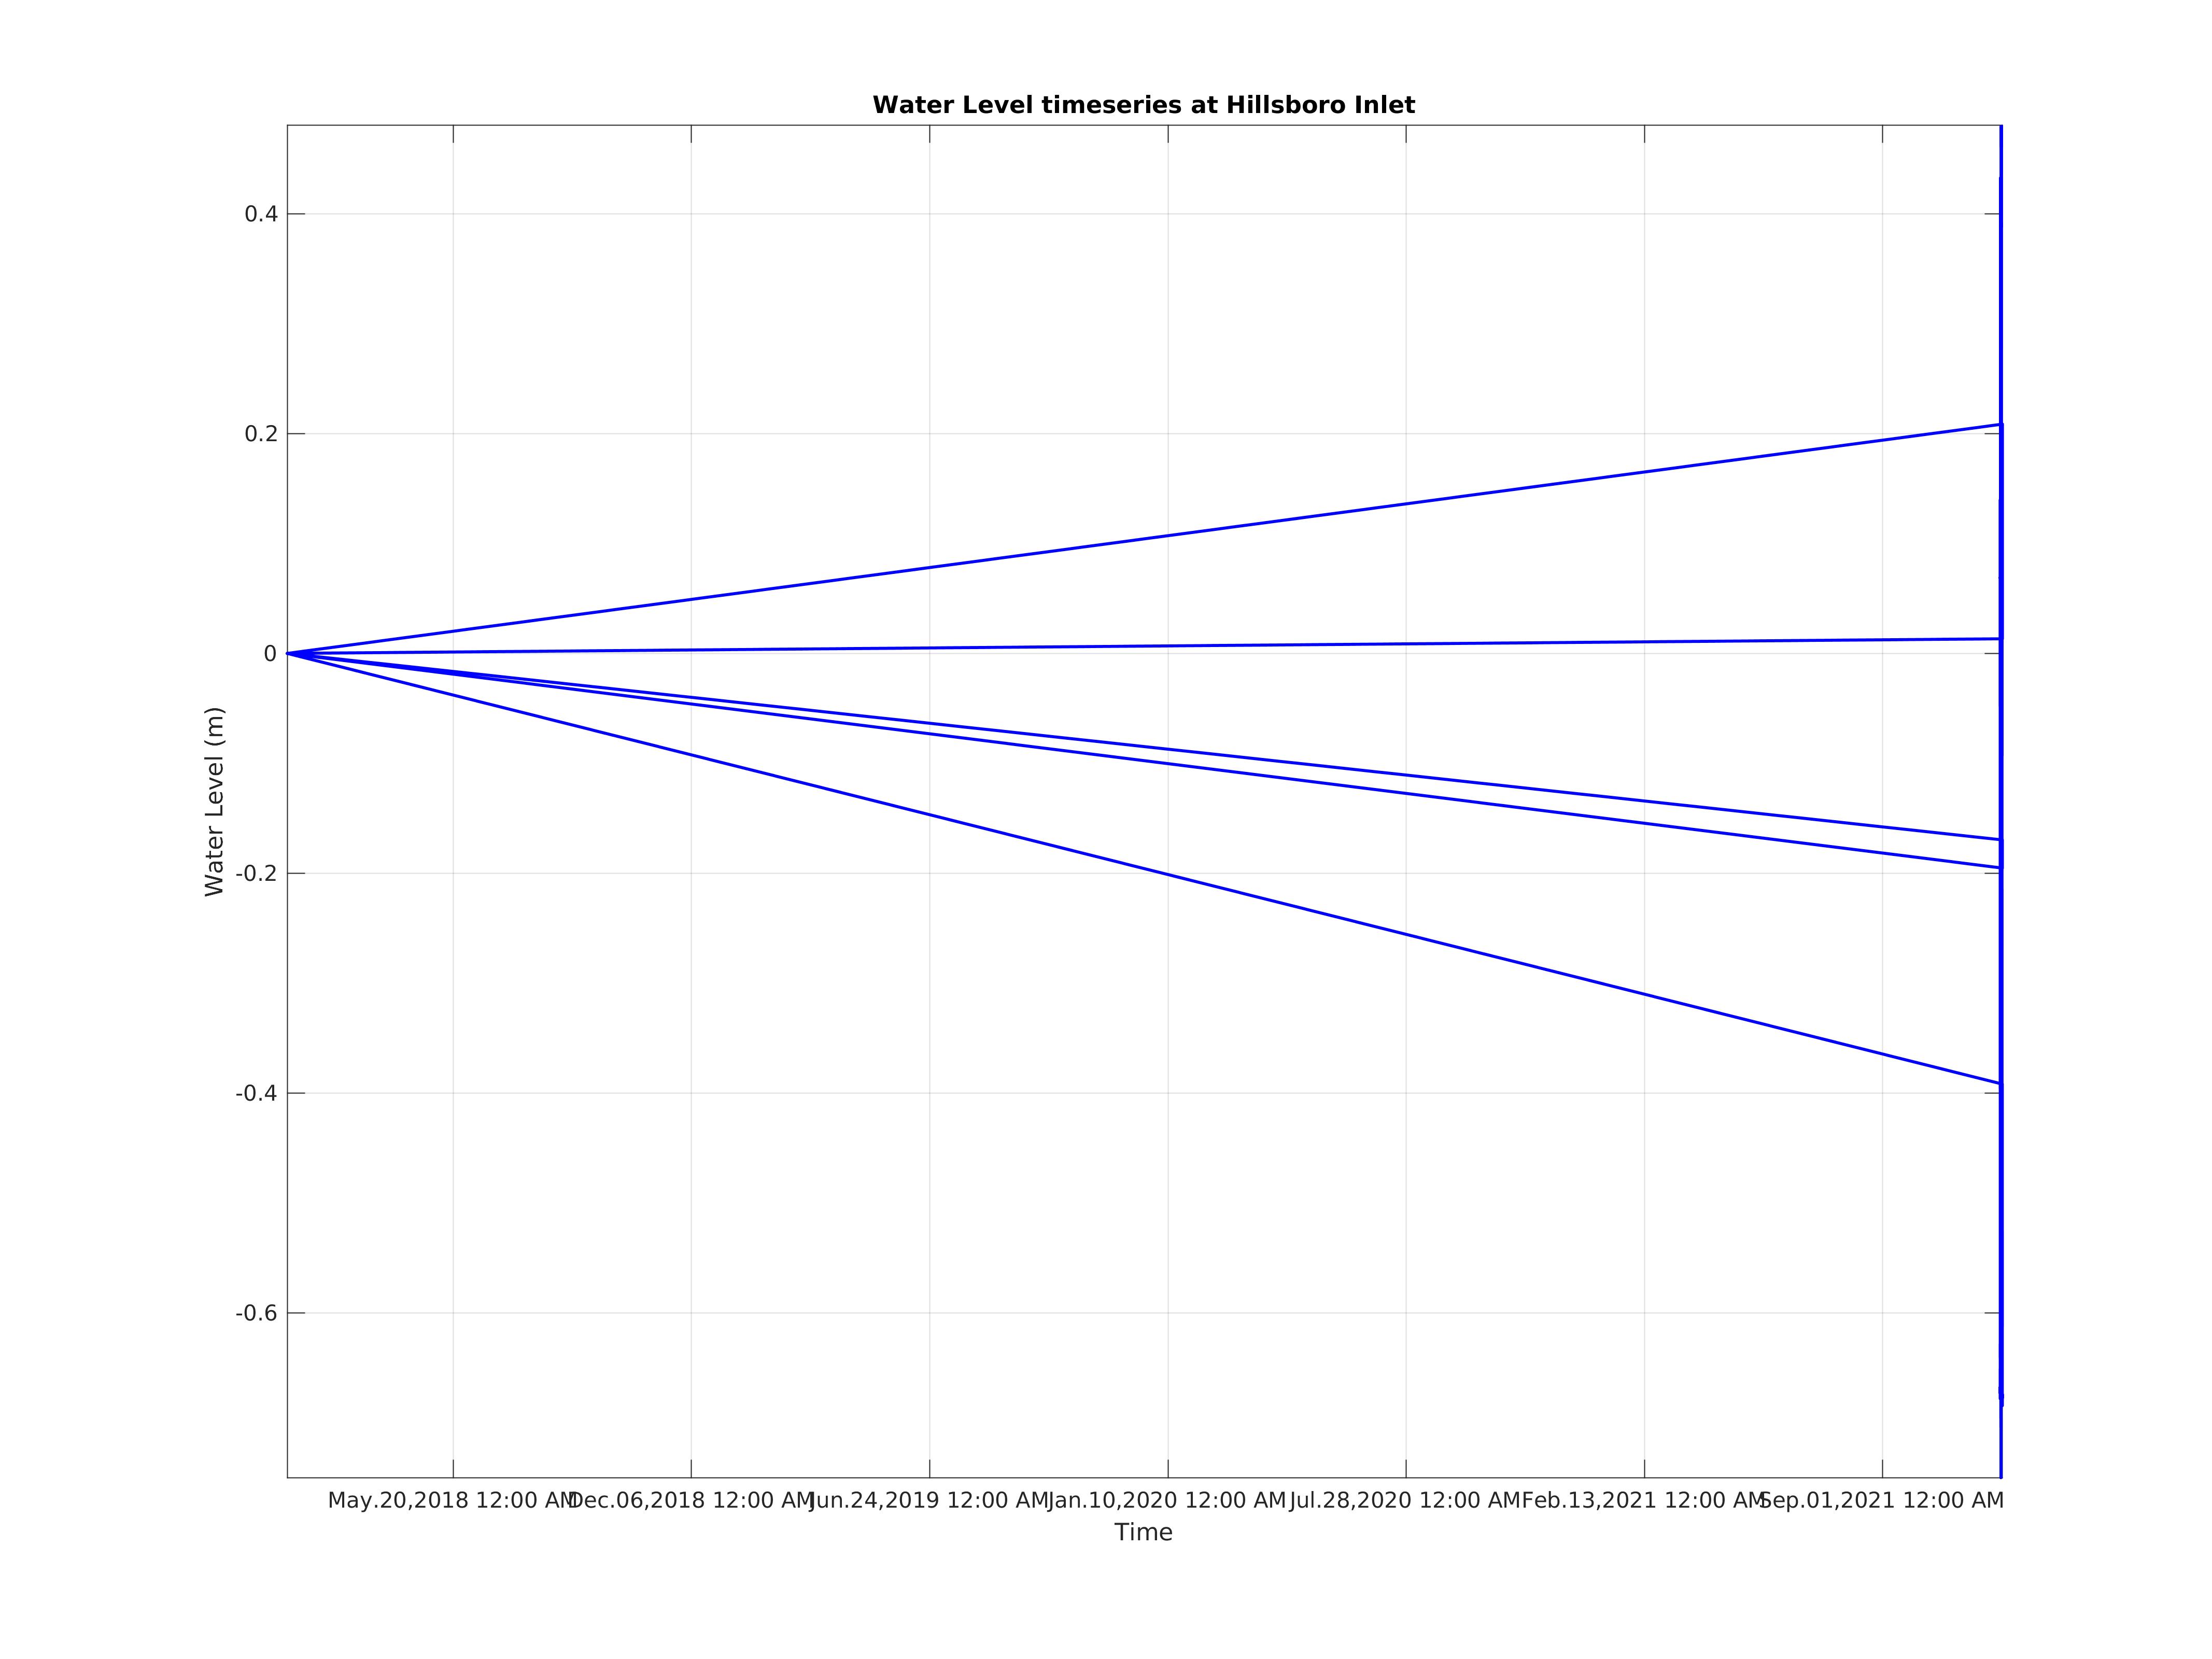 Water Level timeseries at Hillsboro Inlet
0.4
0.2
0
-0.2
-0.4
-0.6
Water Level (m)
May.20,2018 12:00 AM Dec.06,2018 12:00 AM Jun.24,2019 12:00 AM Jan.10,2020 12:00 AM Jul.28,2020 12:00 AM Feb.13,2021 12:00 AM Sep.01,2021 12:00 AM
Time